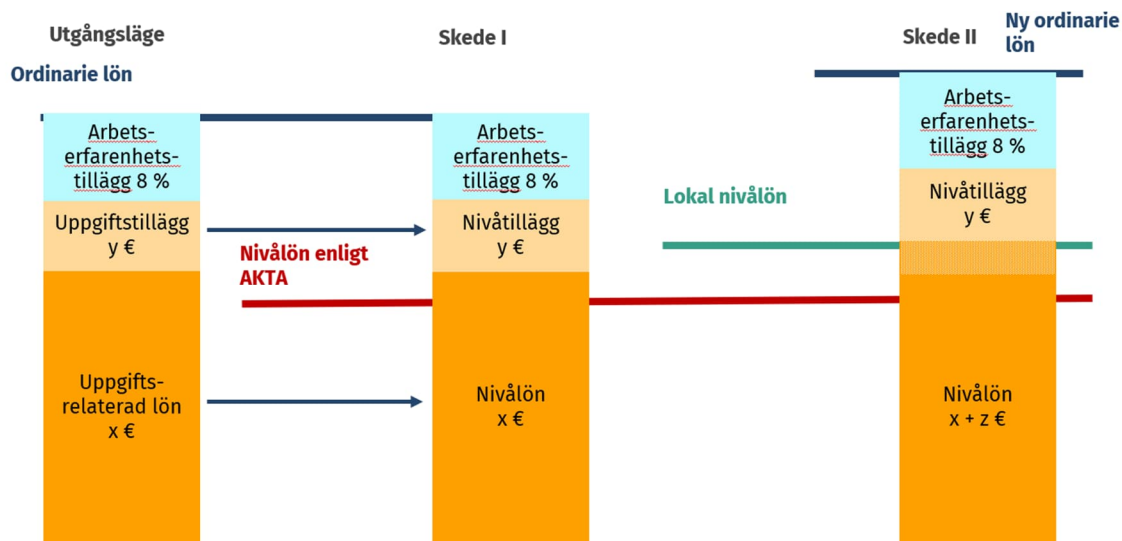 Utgångsläge
Skede I
Skede II
Ny ordinarie
lön
Ordinarie lön
Arbets-
erfarenhets-
tillägg 8 %
Uppgiftstillägg
y €
Uppgifts-
relaterad lön
x €
Nivålön enligt
AKTA
Arbets-
erfarenhets-
tillägg 8 %
Nivåtillägg
y €
Nivålön
x €
Lokal nivålön
Arbets-
erfarenhets-
tillägg 8 %
Nivåtillägg
y €
Nivålön
x + z €